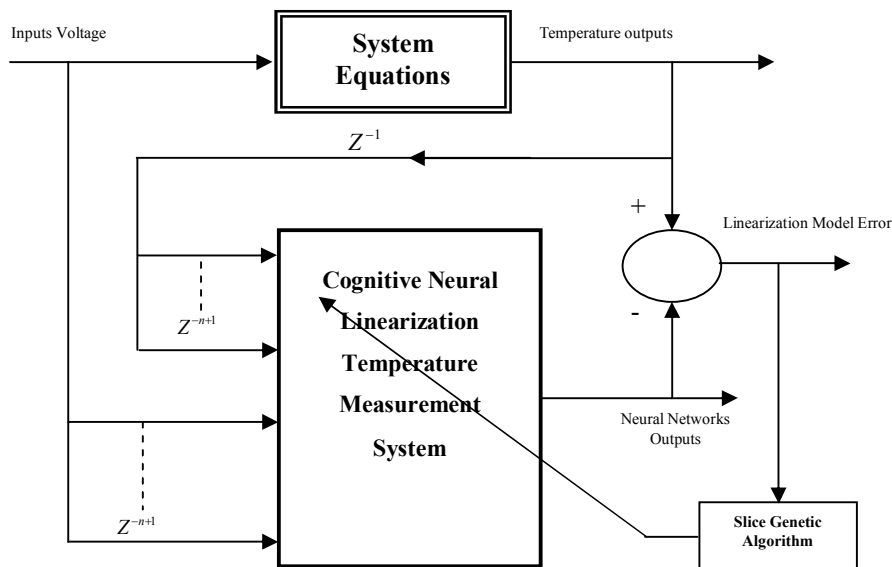 Inputs Voltage
System
Equations
Temperature outputs
Z^{-1}
+
Linearization Model Error
-
Cognitive Neural
Linearization
Temperature
Measurement
System
Z^{-n+1}
Neural Networks
Outputs
Z^{-n+1}
Slice Genetic
Algorithm